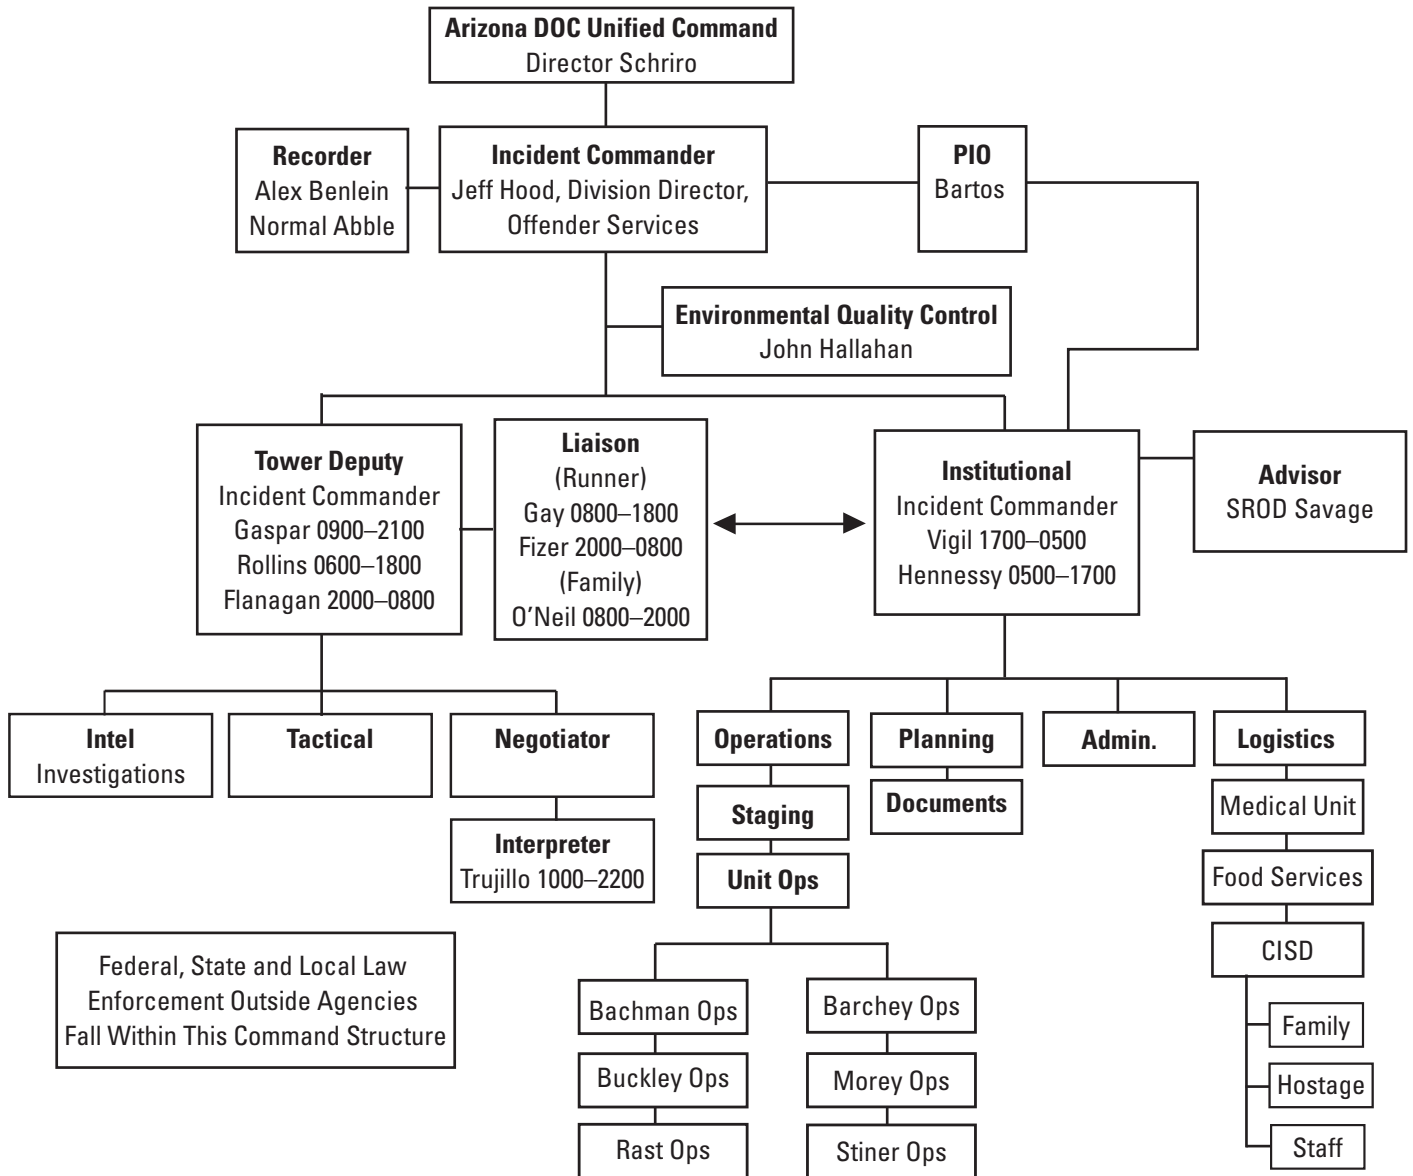 Arizona DOC Unified Command
Director Schriro
Recorder
Alex Benlein
Normal Abble
Incident Commander
Jeff Hood, Division Director,
Offender Services
PIO
Bartos
Environmental Quality Control
John Hallahan
Tower Deputy
Incident Commander
Gaspar 0900–2100
Rollins 0600–1800
Flanagan 2000–0800
Liaison
(Runner)
Gay 0800–1800
Fizer 2000–0800
(Family)
O'Neil 0800–2000
Institutional
Incident Commander
Vigil 1700–0500
Hennessy 0500–1700
Advisor
SROD Savage
Intel
Investigations
Tactical
Negotiator
Interpreter
Trujillo 1000–2200
Operations
Staging
Unit Ops
Planning
Documents
Admin.
Logistics
Medical Unit
Food Services
CISD
Family
Hostage
Staff
Bachman Ops
Buckley Ops
Rast Ops
Barchey Ops
Morey Ops
Stiner Ops
Federal, State and Local Law
Enforcement Outside Agencies
Fall Within This Command Structure